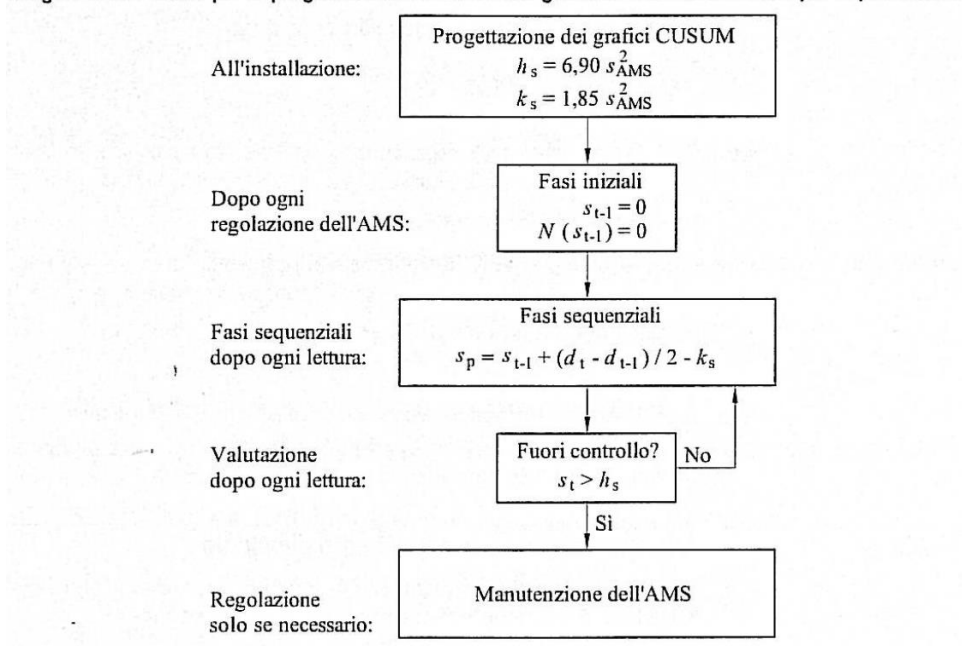 Progettazione dei grafici CUSUM
All'installazione:
h_s = 6,90 s²_AMS
k_s = 1,85 s²_AMS
Fasi iniziali
Dopo ogni
regolazione dell'AMS:
s_t-1 = 0
N (s_t-1) = 0
Fasi sequenziali
Fasi sequenziali
dopo ogni lettura:
s_p = s_t-1 + (d_t - d_t-1) / 2 - k_s
Valutazione
dopo ogni lettura:
Fuori controllo?
s_t > h_s
No
Sì
Manutenzione dell'AMS
Regolazione
solo se necessario: